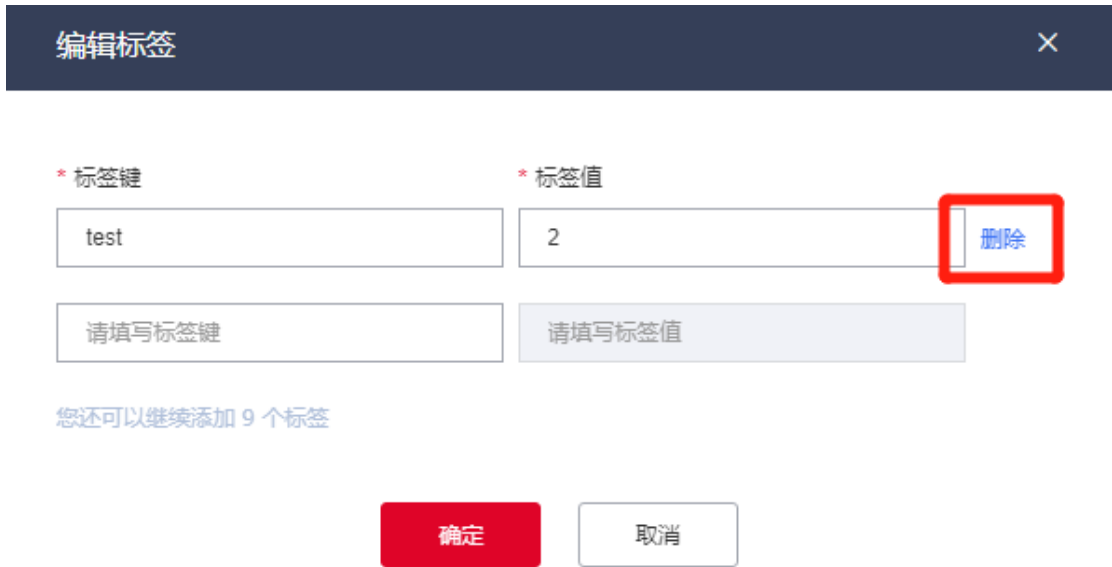 编辑标签
* 标签键 * 标签值
test 2 删除
请填写标签键 请填写标签值
您还可以继续添加 9 个标签
确定 取消